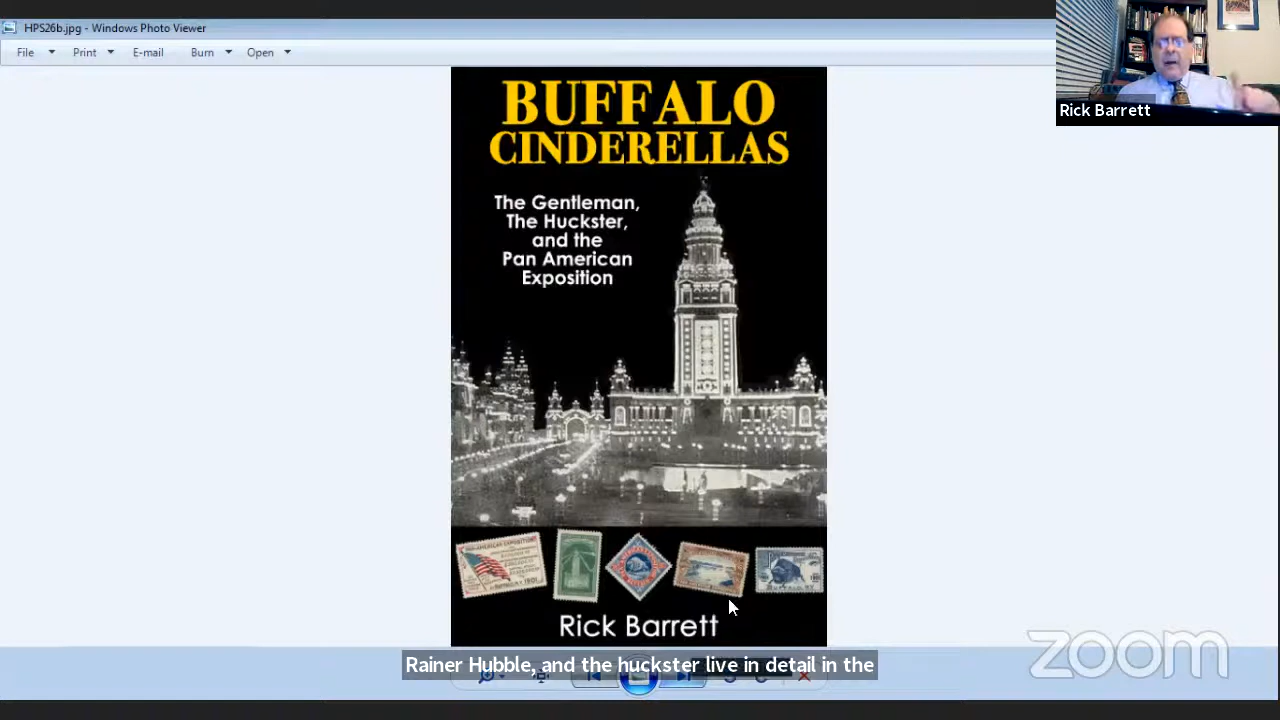 HPS26b.jpg - Windows Photo Viewer
File Print E-mail Burn Open
Rick Barrett
BUFFALO
CINDERELLAS
The Gentleman,
The Huckster,
and the
Pan American
Exposition
Rick Barrett
Rainer Hubble, and the huckster live in detail in the
zoom